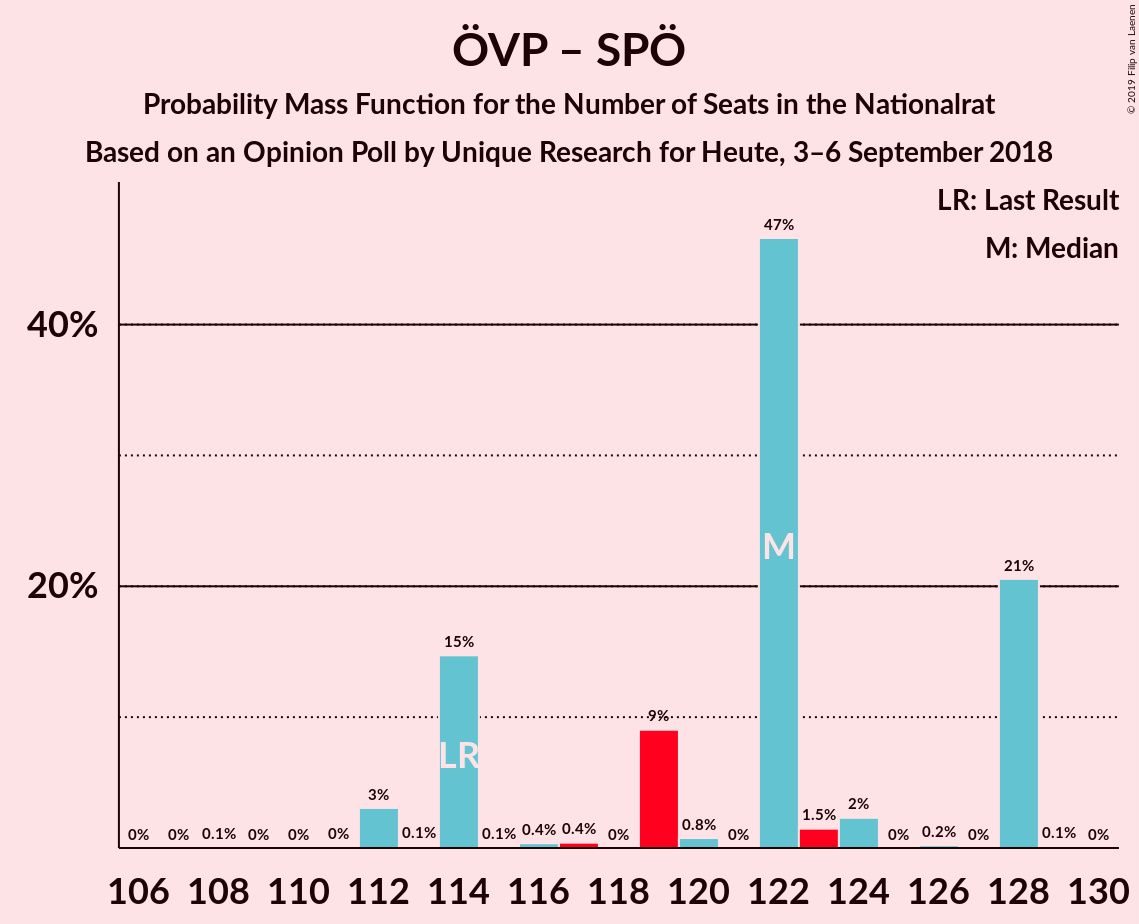 ÖVP – SPÖ
Probability Mass Function for the Number of Seats in the Nationalrat
Based on an Opinion Poll by Unique Research for Heute, 3–6 September 2018
© 2019 Filip van Laenen
LR: Last Result
M: Median
40%
20%
0% 0% 0.1% 0% 0% 0% 3% 0.1% 15% 0.1% 0.4% 0.4% 0% 9% 0.8% 0% 47% 1.5% 2% 0% 0.2% 0% 21% 0.1% 0%
LR
M
106 108 110 112 114 116 118 120 122 124 126 128 130